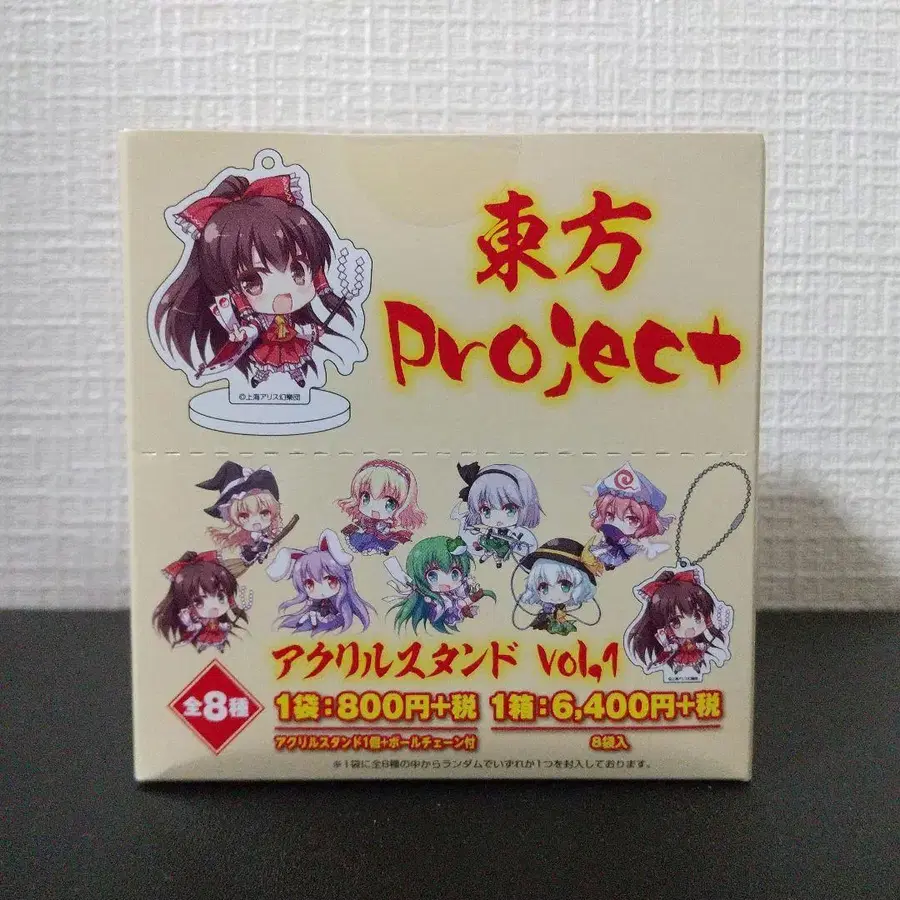 東方
Project
©上海アリス幻樂団
アクリルスタンド vol,1
全8種
1袋:800円+税 1箱:6,400円+税
アクリルスタンド1個+ボールチェーン付 8袋入
※1袋に全8種の中からランダムでいずれか1つを封入しております。